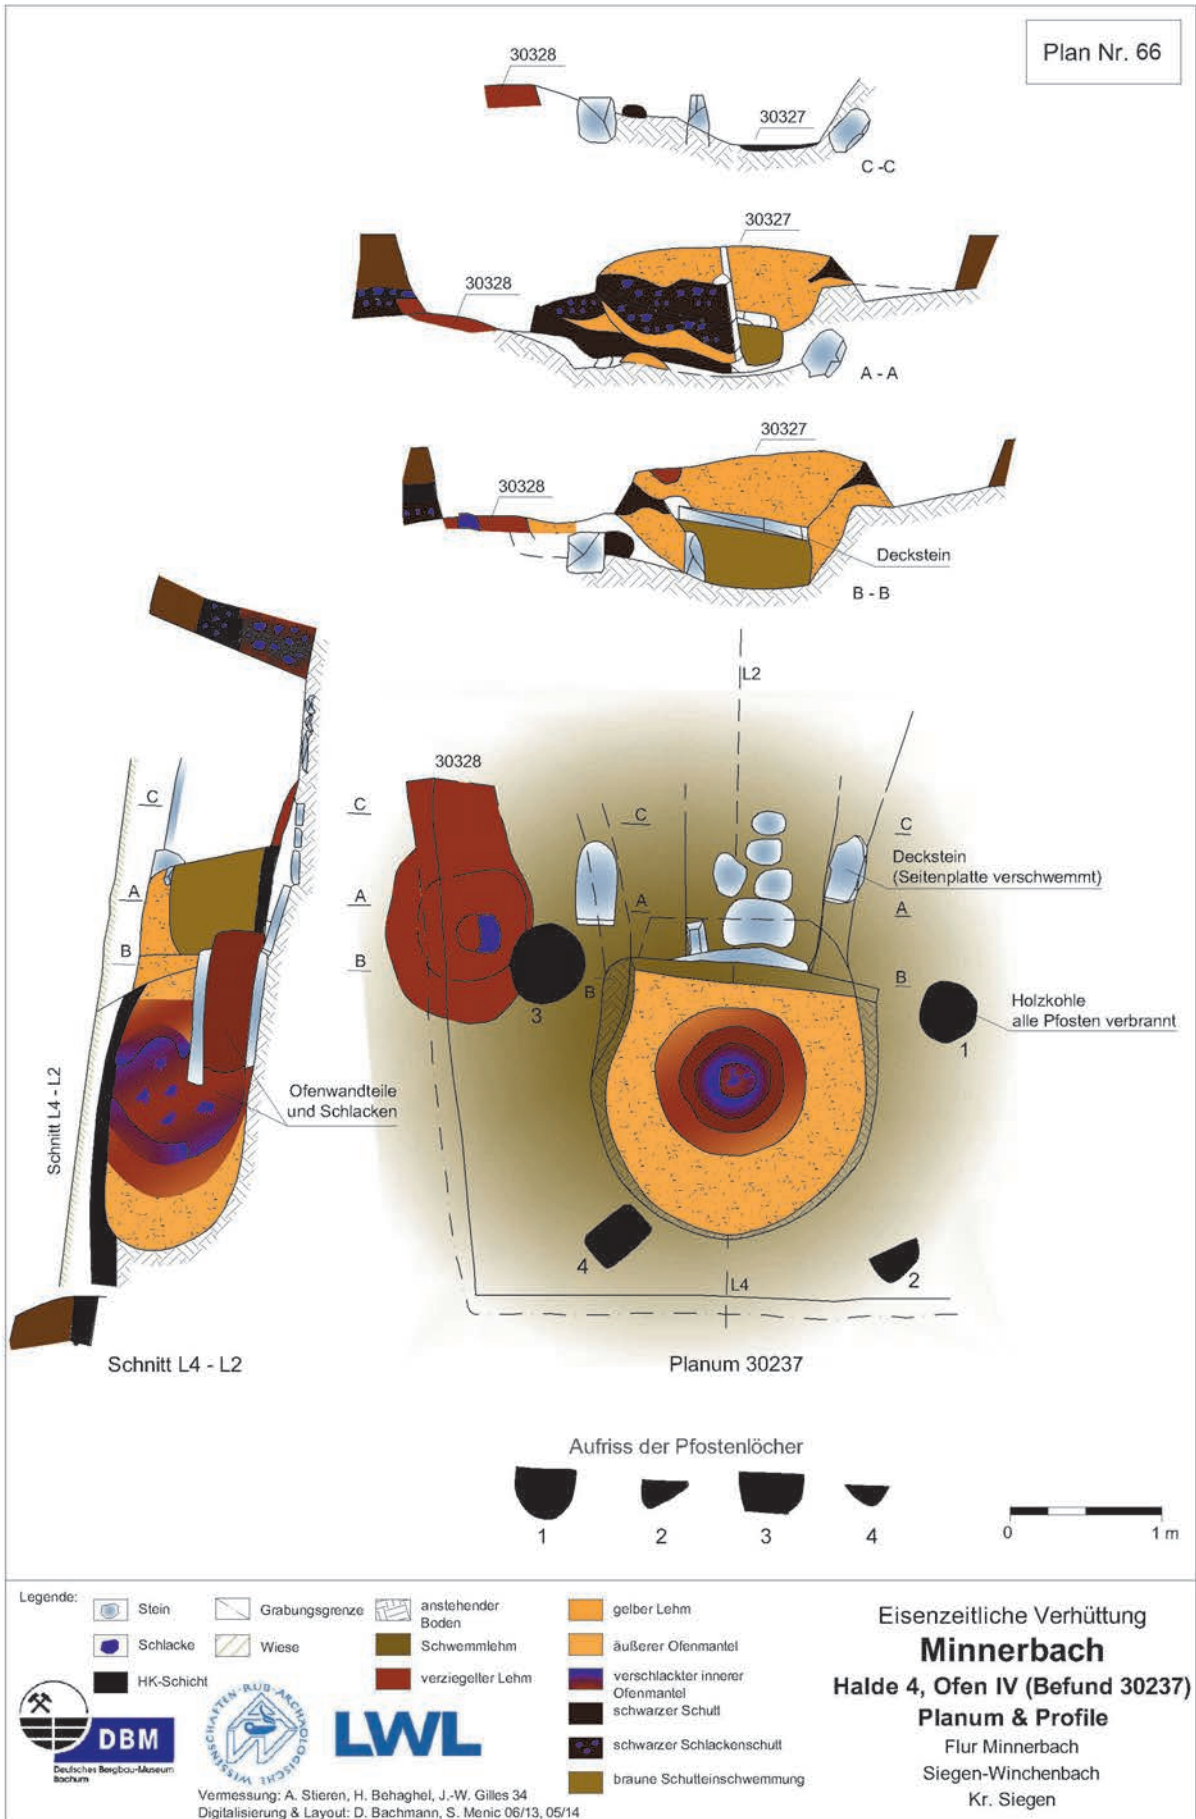 Plan Nr. 66
30328
30327
C -C
30327
30328
A - A
30327
30328
Deckstein
B - B
L2
30328
C
C
C
C
Deckstein
(Seitenplatte verschwemmt)
A
A
A
A
B
B
B
B
Holzkohle
alle Pfosten verbrannt
3
1
Ofenwandteile
und Schlacken
Schnitt L4 - L2
4
2
L4
Schnitt L4 - L2
Planum 30237
Aufriss der Pfostenlöcher
1
2
3
4
0
1 m
Legende:
Stein
Schlacke
HK-Schicht
Grabungsgrenze
Wiese
anstehender
Boden
Schwemmlehm
verziegelter Lehm
gelber Lehm
äußerer Ofenmantel
verschlackter innerer
Ofenmantel
schwarzer Schutt
schwarzer Schlackenschutt
braune Schutteinschwemmung
Eisenzeitliche Verhüttung
Minnerbach
Halde 4, Ofen IV (Befund 30237)
Planum & Profile
Flur Minnerbach
Siegen-Winchenbach
Kr. Siegen
DBM
Deutsches Bergbau-Museum
Bochum
RUB·ARCHÄOLOGISCHE WISSENSCHAFTEN
LWL
Vermessung: A. Stieren, H. Behaghel, J.-W. Gilles 34
Digitalisierung & Layout: D. Bachmann, S. Menic 06/13, 05/14